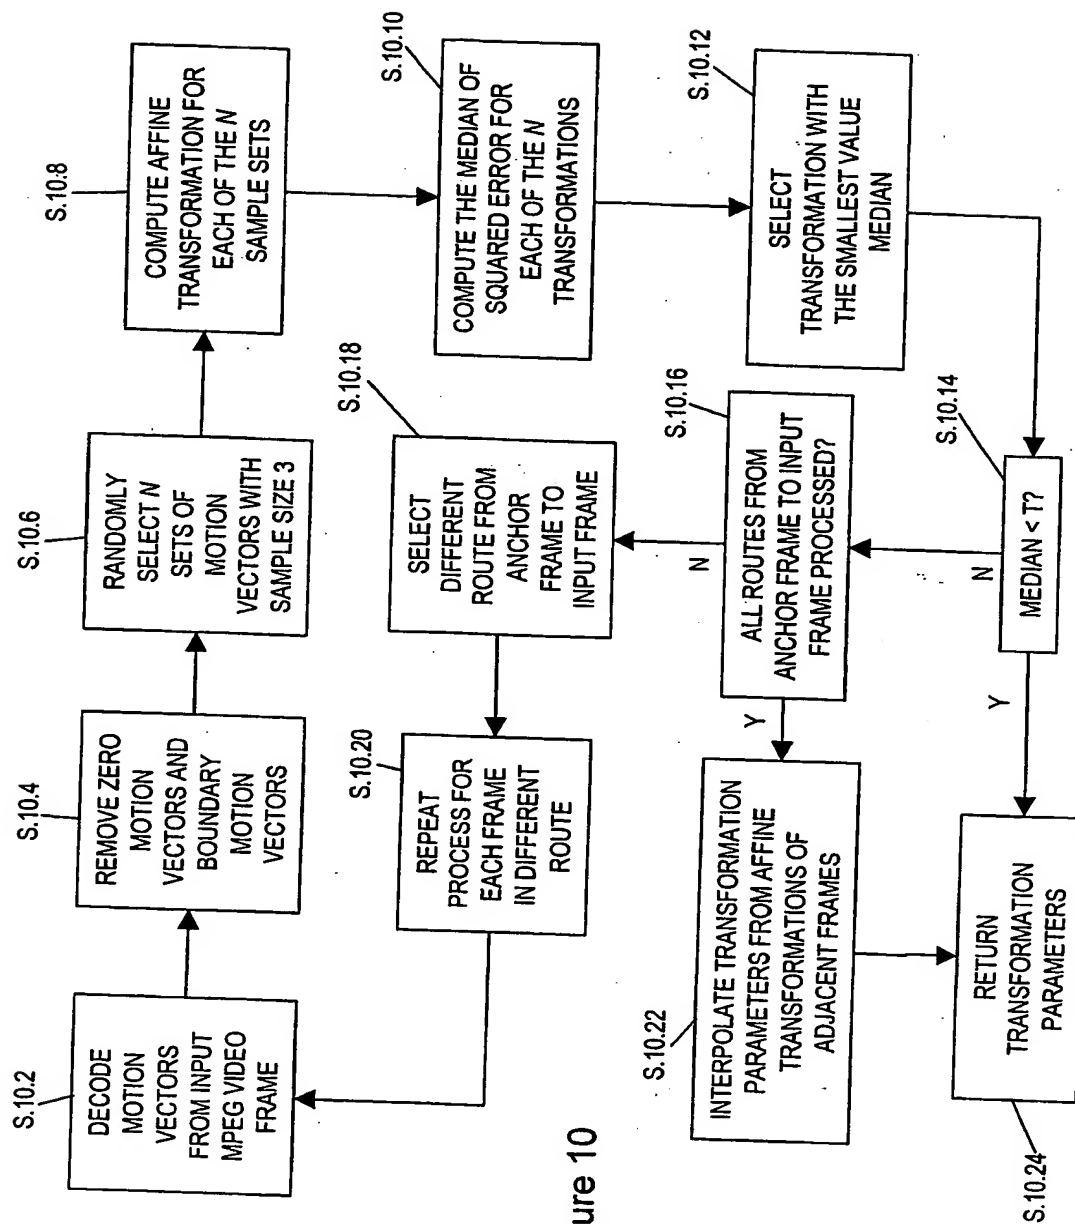 S.10.2
DECODE
MOTION
VECTORS
FROM INPUT
MPEG VIDEO
FRAME
S.10.4
REMOVE ZERO
MOTION
VECTORS AND
BOUNDARY
MOTION
VECTORS
S.10.6
RANDOMLY
SELECT N
SETS OF
MOTION
VECTORS WITH
SAMPLE SIZE 3
S.10.8
COMPUTE AFFINE
TRANSFORMATION FOR
EACH OF THE N
SAMPLE SETS
S.10.10
COMPUTE THE MEDIAN OF
SQUARED ERROR FOR
EACH OF THE N
TRANSFORMATIONS
S.10.12
SELECT
TRANSFORMATION WITH
THE SMALLEST VALUE
MEDIAN
S.10.14
MEDIAN < T?
N
Y
S.10.16
ALL ROUTES FROM
ANCHOR FRAME TO INPUT
FRAME PROCESSED?
N
Y
S.10.18
SELECT
DIFFERENT
ROUTE FROM
ANCHOR
FRAME TO
INPUT FRAME
S.10.20
REPEAT
PROCESS FOR
EACH FRAME
IN DIFFERENT
ROUTE
S.10.22
INTERPOLATE TRANSFORMATION
PARAMETERS FROM AFFINE
TRANSFORMATIONS OF
ADJACENT FRAMES
S.10.24
RETURN
TRANSFORMATION
PARAMETERS
ure 10